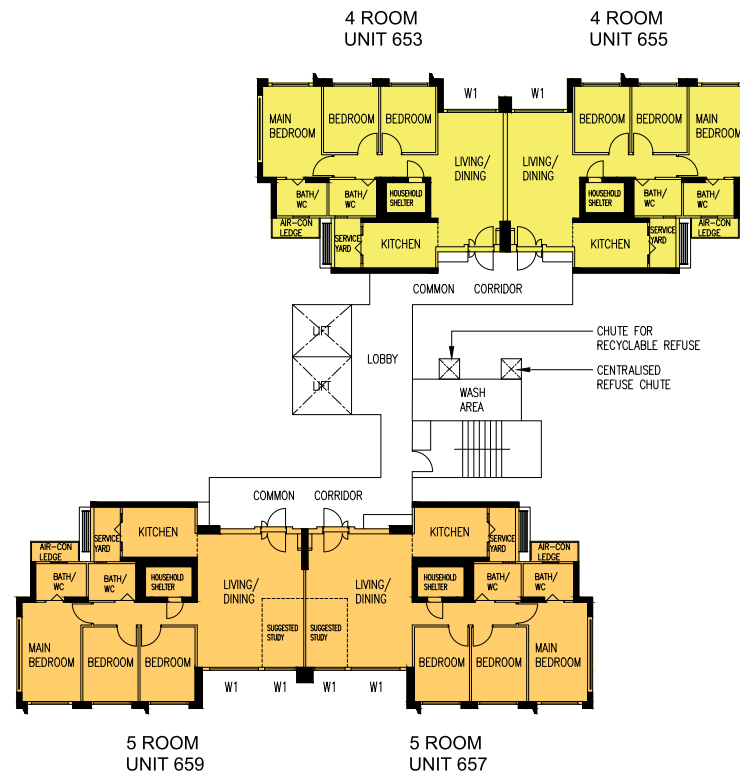 4 ROOM
UNIT 653
4 ROOM
UNIT 655
W1
W1
MAIN
BEDROOM
BEDROOM
BEDROOM
BEDROOM
BEDROOM
MAIN
BEDROOM
LIVING/
DINING
LIVING/
DINING
BATH/
WC
BATH/
WC
HOUSEHOLD
SHELTER
HOUSEHOLD
SHELTER
BATH/
WC
BATH/
WC
AIR-CON
LEDGE
SERVICE
YARD
KITCHEN
KITCHEN
SERVICE
YARD
AIR-CON
LEDGE
COMMON CORRIDOR
LIFT
LOBBY
LIFT
CHUTE FOR
RECYCLABLE REFUSE
CENTRALISED
REFUSE CHUTE
WASH
AREA
COMMON CORRIDOR
AIR-CON
LEDGE
SERVICE
YARD
KITCHEN
KITCHEN
SERVICE
YARD
AIR-CON
LEDGE
BATH/
WC
BATH/
WC
HOUSEHOLD
SHELTER
LIVING/
DINING
LIVING/
DINING
HOUSEHOLD
SHELTER
BATH/
WC
BATH/
WC
SUGGESTED
STUDY
SUGGESTED
STUDY
MAIN
BEDROOM
BEDROOM
BEDROOM
BEDROOM
BEDROOM
MAIN
BEDROOM
W1
W1
W1
W1
5 ROOM
UNIT 659
5 ROOM
UNIT 657